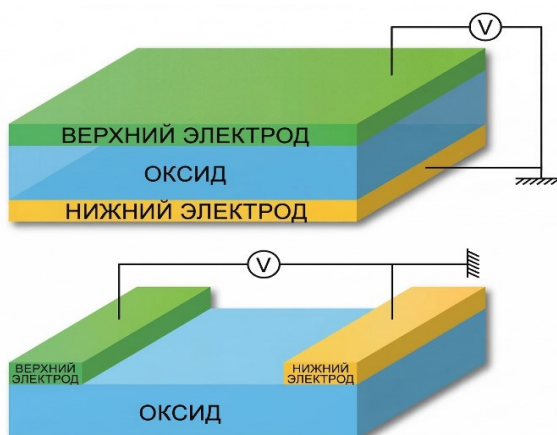 V
ВЕРХНИЙ ЭЛЕКТРОД
ОКСИД
НИЖНИЙ ЭЛЕКТРОД
V
ВЕРХНИЙ
ЭЛЕКТРОД
НИЖНИЙ
ЭЛЕКТРОД
ОКСИД